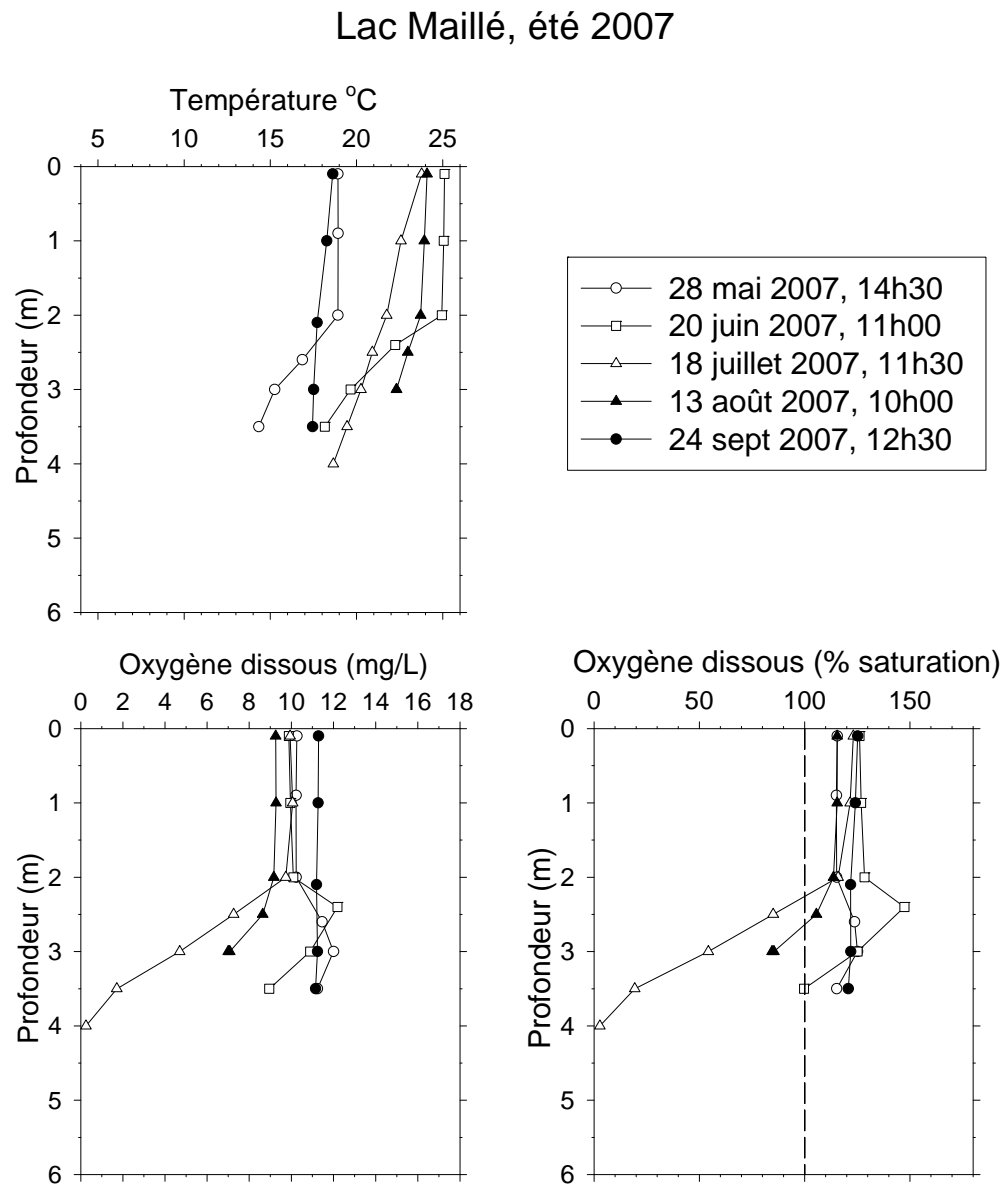 Lac Maillé, été 2007
Température °C
5 10 15 20 25
0
1
2
3
4
5
6
Profondeur (m)
28 mai 2007, 14h30
20 juin 2007, 11h00
18 juillet 2007, 11h30
13 août 2007, 10h00
24 sept 2007, 12h30
Oxygène dissous (mg/L)
0 2 4 6 8 10 12 14 16 18
0
1
2
3
4
5
6
Profondeur (m)
Oxygène dissous (% saturation)
0 50 100 150
0
1
2
3
4
5
6
Profondeur (m)